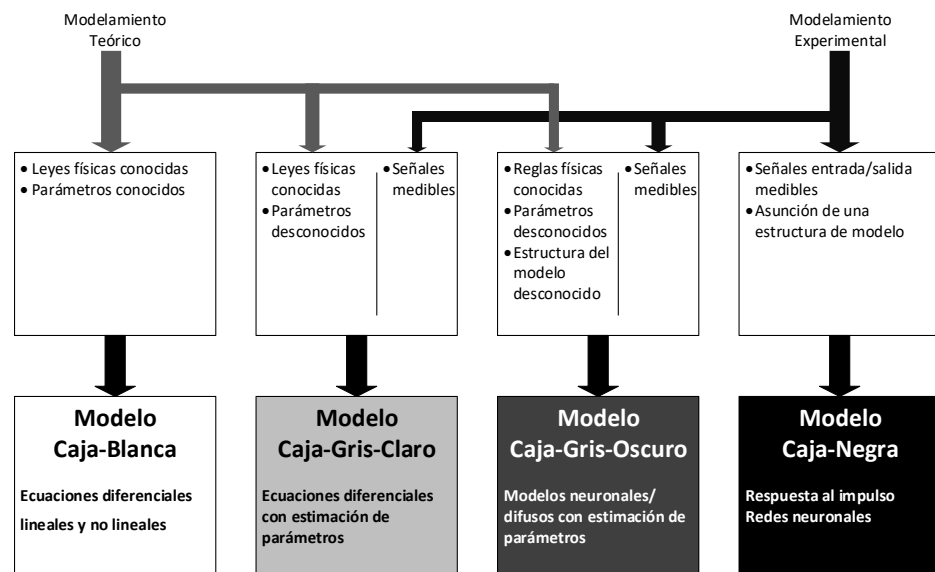 Modelamiento
Teórico
Modelamiento
Experimental
• Leyes físicas conocidas
• Parámetros conocidos
• Leyes físicas
conocidas
• Parámetros
desconocidos
• Señales
medibles
• Reglas físicas
conocidas
• Parámetros
desconocidos
• Estructura del
modelo
desconocido
• Señales
medibles
• Señales entrada/salida
medibles
• Asunción de una
estructura de modelo
Modelo
Caja-Blanca
Ecuaciones diferenciales
lineales y no lineales
Modelo
Caja-Gris-Claro
Ecuaciones diferenciales
con estimación de
parámetros
Modelo
Caja-Gris-Oscuro
Modelos neuronales/
difusos con estimación de
parámetros
Modelo
Caja-Negra
Respuesta al impulso
Redes neuronales